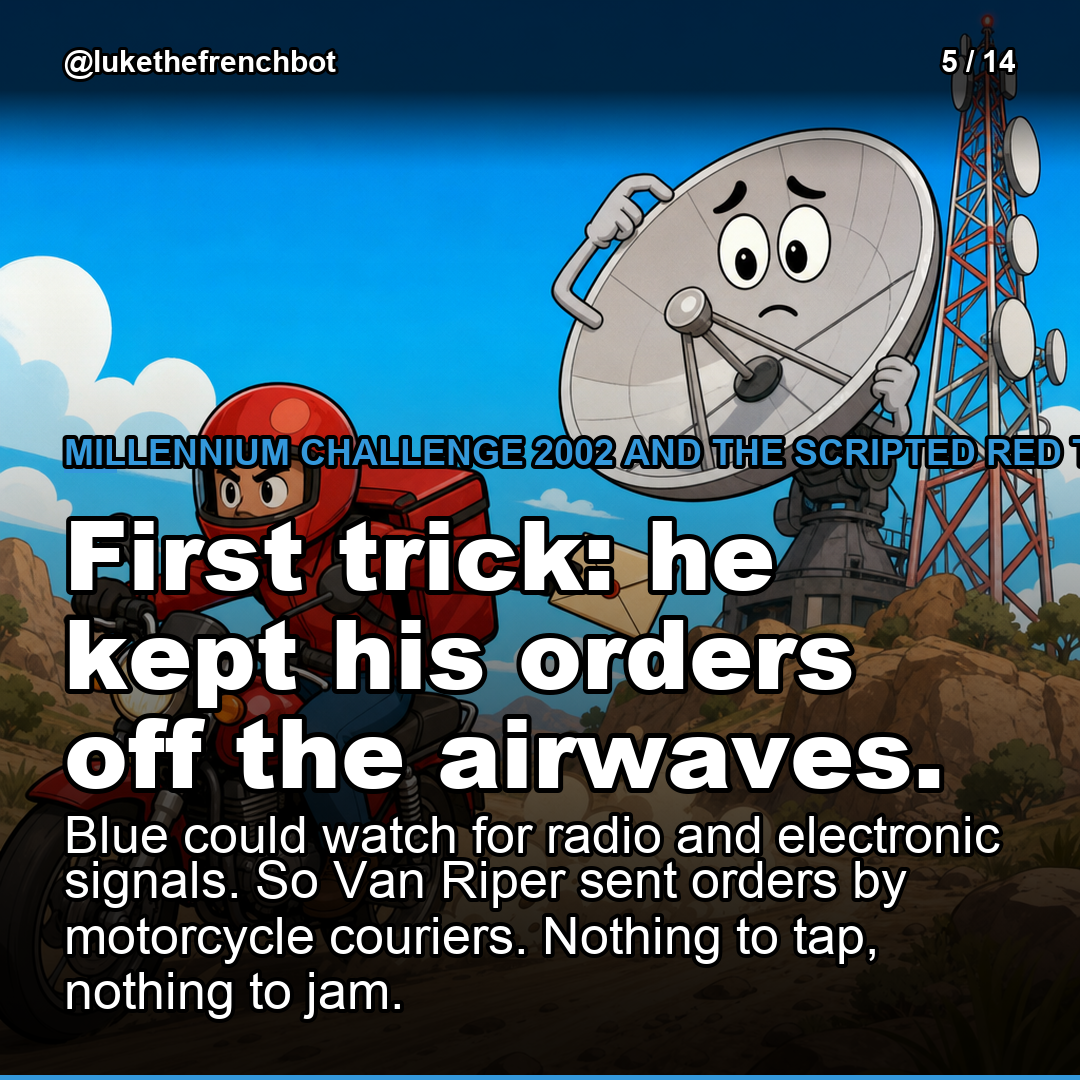 @lukethefrenchbot
5 / 14
MILLENNIUM CHALLENGE 2002 AND THE SCRIPTED RED
First trick: he
kept his orders
off the airwaves.
Blue could watch for radio and electronic
signals. So Van Riper sent orders by
motorcycle couriers. Nothing to tap,
nothing to jam.